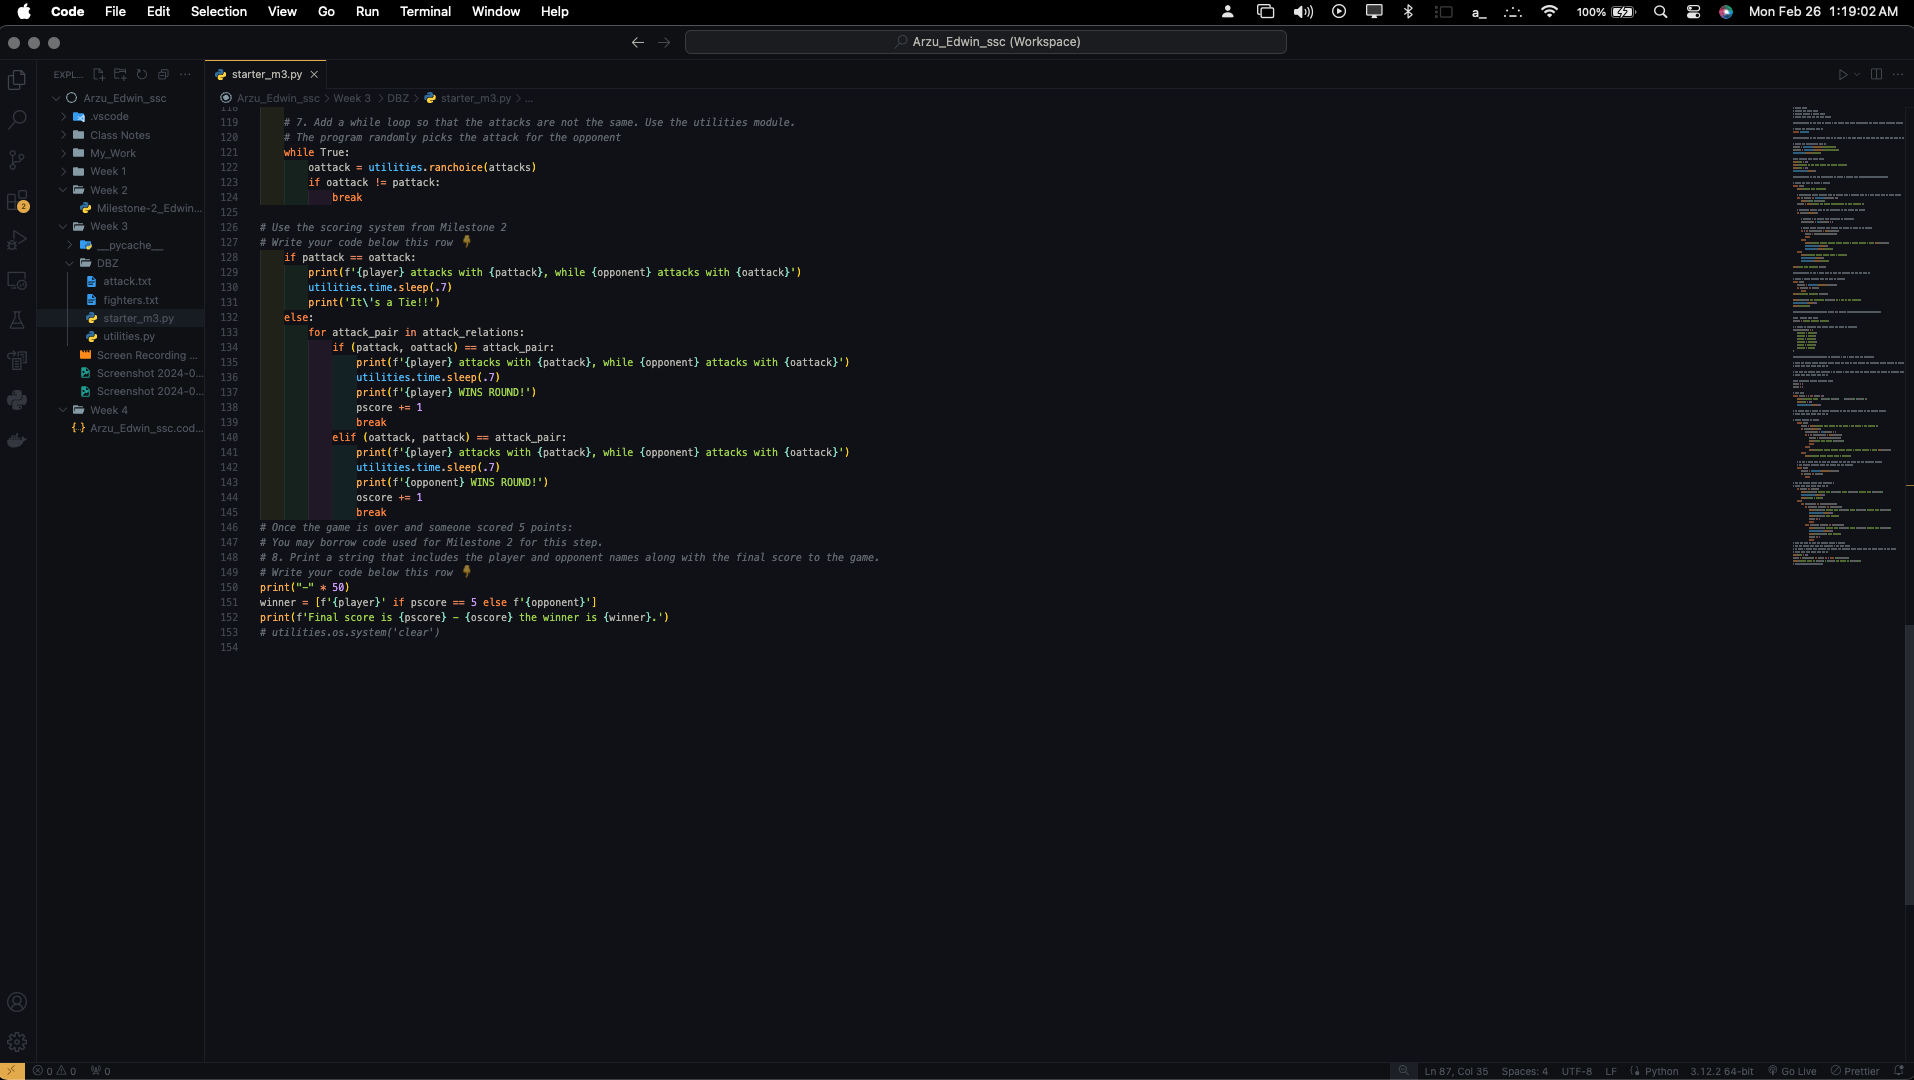 Code File Edit Selection View Go Run Terminal Window Help a_ 100% Mon Feb 26 1:19:02 AM
Arzu_Edwin_ssc (Workspace)
EXPL... ...
Arzu_Edwin_ssc
.vscode
Class Notes
My_Work
Week 1
Week 2
Milestone-2_Edwin...
Week 3
__pycache__
DBZ
attack.txt
fighters.txt
starter_m3.py
utilities.py
Screen Recording ...
Screenshot 2024-0...
Screenshot 2024-0...
Week 4
{·} Arzu_Edwin_ssc.cod...
2
starter_m3.py ×
Arzu_Edwin_ssc > Week 3 > DBZ > starter_m3.py > ...
118
119 # 7. Add a while loop so that the attacks are not the same. Use the utilities module.
120 # The program randomly picks the attack for the opponent
121 while True:
122 oattack = utilities.ranchoice(attacks)
123 if oattack != pattack:
124 break
125
126 # Use the scoring system from Milestone 2
127 # Write your code below this row 👇
128 if pattack == oattack:
129 print(f'{player} attacks with {pattack}, while {opponent} attacks with {oattack}')
130 utilities.time.sleep(.7)
131 print('It\'s a Tie!!')
132 else:
133 for attack_pair in attack_relations:
134 if (pattack, oattack) == attack_pair:
135 print(f'{player} attacks with {pattack}, while {opponent} attacks with {oattack}')
136 utilities.time.sleep(.7)
137 print(f'{player} WINS ROUND!')
138 pscore += 1
139 break
140 elif (oattack, pattack) == attack_pair:
141 print(f'{player} attacks with {pattack}, while {opponent} attacks with {oattack}')
142 utilities.time.sleep(.7)
143 print(f'{opponent} WINS ROUND!')
144 oscore += 1
145 break
146 # Once the game is over and someone scored 5 points:
147 # You may borrow code used for Milestone 2 for this step.
148 # 8. Print a string that includes the player and opponent names along with the final score to the game.
149 # Write your code below this row 👇
150 print("-" * 50)
151 winner = [f'{player}' if pscore == 5 else f'{opponent}']
152 print(f'Final score is {pscore} - {oscore} the winner is {winner}.')
153 # utilities.os.system('clear')
154
0 0 0 Ln 87, Col 35 Spaces: 4 UTF-8 LF Python 3.12.2 64-bit Go Live Prettier